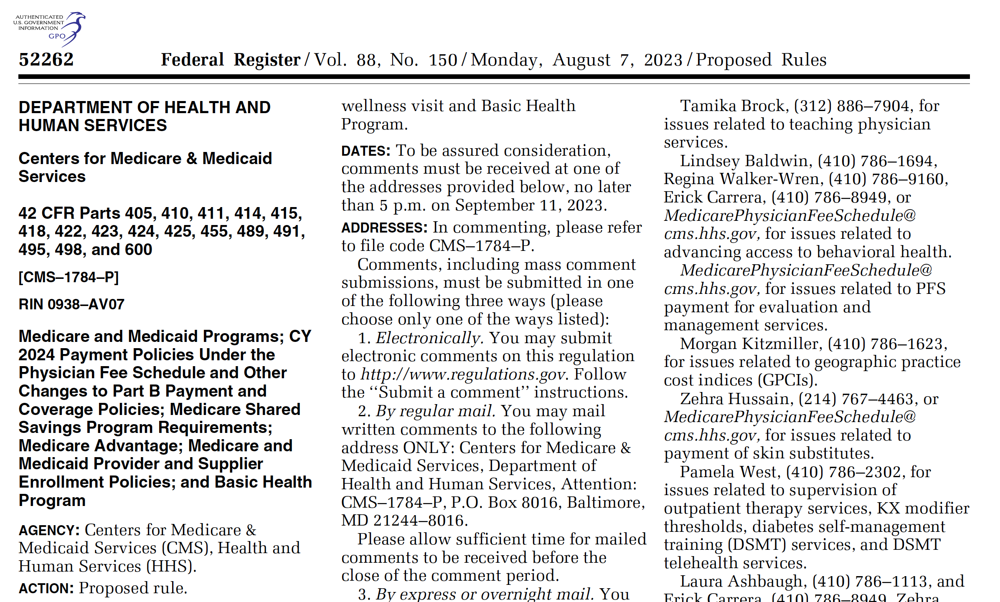 AUTHENTICATED
U.S. GOVERNMENT
INFORMATION
GPO
52262 Federal Register / Vol. 88, No. 150 / Monday, August 7, 2023 / Proposed Rules
DEPARTMENT OF HEALTH AND
HUMAN SERVICES
Centers for Medicare & Medicaid
Services
42 CFR Parts 405, 410, 411, 414, 415,
418, 422, 423, 424, 425, 455, 489, 491,
495, 498, and 600
[CMS–1784–P]
RIN 0938–AV07
Medicare and Medicaid Programs; CY
2024 Payment Policies Under the
Physician Fee Schedule and Other
Changes to Part B Payment and
Coverage Policies; Medicare Shared
Savings Program Requirements;
Medicare Advantage; Medicare and
Medicaid Provider and Supplier
Enrollment Policies; and Basic Health
Program
AGENCY: Centers for Medicare &
Medicaid Services (CMS), Health and
Human Services (HHS).
ACTION: Proposed rule.
wellness visit and Basic Health
Program.
DATES: To be assured consideration,
comments must be received at one of
the addresses provided below, no later
than 5 p.m. on September 11, 2023.
ADDRESSES: In commenting, please refer
to file code CMS–1784–P.
Comments, including mass comment
submissions, must be submitted in one
of the following three ways (please
choose only one of the ways listed):
1. Electronically. You may submit
electronic comments on this regulation
to http://www.regulations.gov. Follow
the ‘‘Submit a comment’’ instructions.
2. By regular mail. You may mail
written comments to the following
address ONLY: Centers for Medicare &
Medicaid Services, Department of
Health and Human Services, Attention:
CMS–1784–P, P.O. Box 8016, Baltimore,
MD 21244–8016.
Please allow sufficient time for mailed
comments to be received before the
close of the comment period.
3. By express or overnight mail. You
Tamika Brock, (312) 886–7904, for
issues related to teaching physician
services.
Lindsey Baldwin, (410) 786–1694,
Regina Walker-Wren, (410) 786–9160,
Erick Carrera, (410) 786–8949, or
MedicarePhysicianFeeSchedule@
cms.hhs.gov, for issues related to
advancing access to behavioral health.
MedicarePhysicianFeeSchedule@
cms.hhs.gov, for issues related to PFS
payment for evaluation and
management services.
Morgan Kitzmiller, (410) 786–1623,
for issues related to geographic practice
cost indices (GPCIs).
Zehra Hussain, (214) 767–4463, or
MedicarePhysicianFeeSchedule@
cms.hhs.gov, for issues related to
payment of skin substitutes.
Pamela West, (410) 786–2302, for
issues related to supervision of
outpatient therapy services, KX modifier
thresholds, diabetes self-management
training (DSMT) services, and DSMT
telehealth services.
Laura Ashbaugh, (410) 786–1113, and
Erick Carrera, (410) 786–8949, Zehra